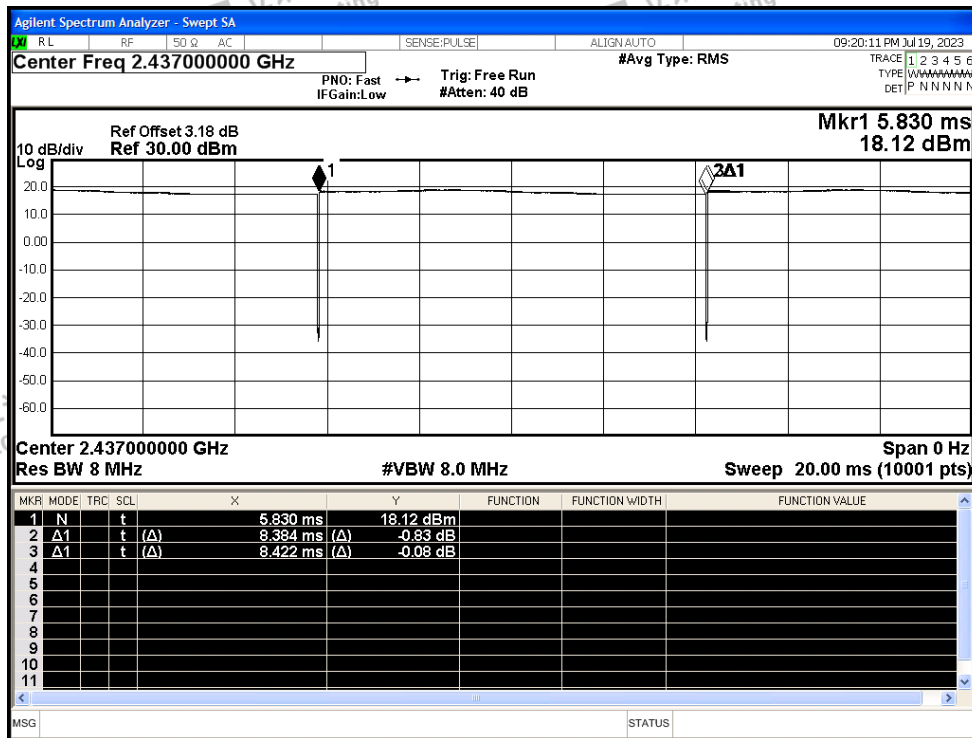 Agilent Spectrum Analyzer - Swept SA
LXI RL RF 50 Ω AC SENSE:PULSE ALIGN AUTO 09:20:11 PM Jul 19, 2023
Center Freq 2.437000000 GHz #Avg Type: RMS TRACE 1 2 3 4 5 6
PNO: Fast Trig: Free Run TYPE WWWWWW
IFGain:Low #Atten: 40 dB DET P N N N N N
Mkr1 5.830 ms
Ref Offset 3.18 dB
10 dB/div Ref 30.00 dBm 18.12 dBm
Log
1 3Δ1
20.0
10.0
0.00
-10.0
-20.0
-30.0
-40.0
-50.0
-60.0
Center 2.437000000 GHz Span 0 Hz
Res BW 8 MHz #VBW 8.0 MHz Sweep 20.00 ms (10001 pts)
MKR MODE TRC SCL X Y FUNCTION FUNCTION WIDTH FUNCTION VALUE
1 N t 5.830 ms 18.12 dBm
2 Δ1 t (Δ) 8.384 ms (Δ) -0.83 dB
3 Δ1 t (Δ) 8.422 ms (Δ) -0.08 dB
4
5
6
7
8
9
10
11
MSG STATUS